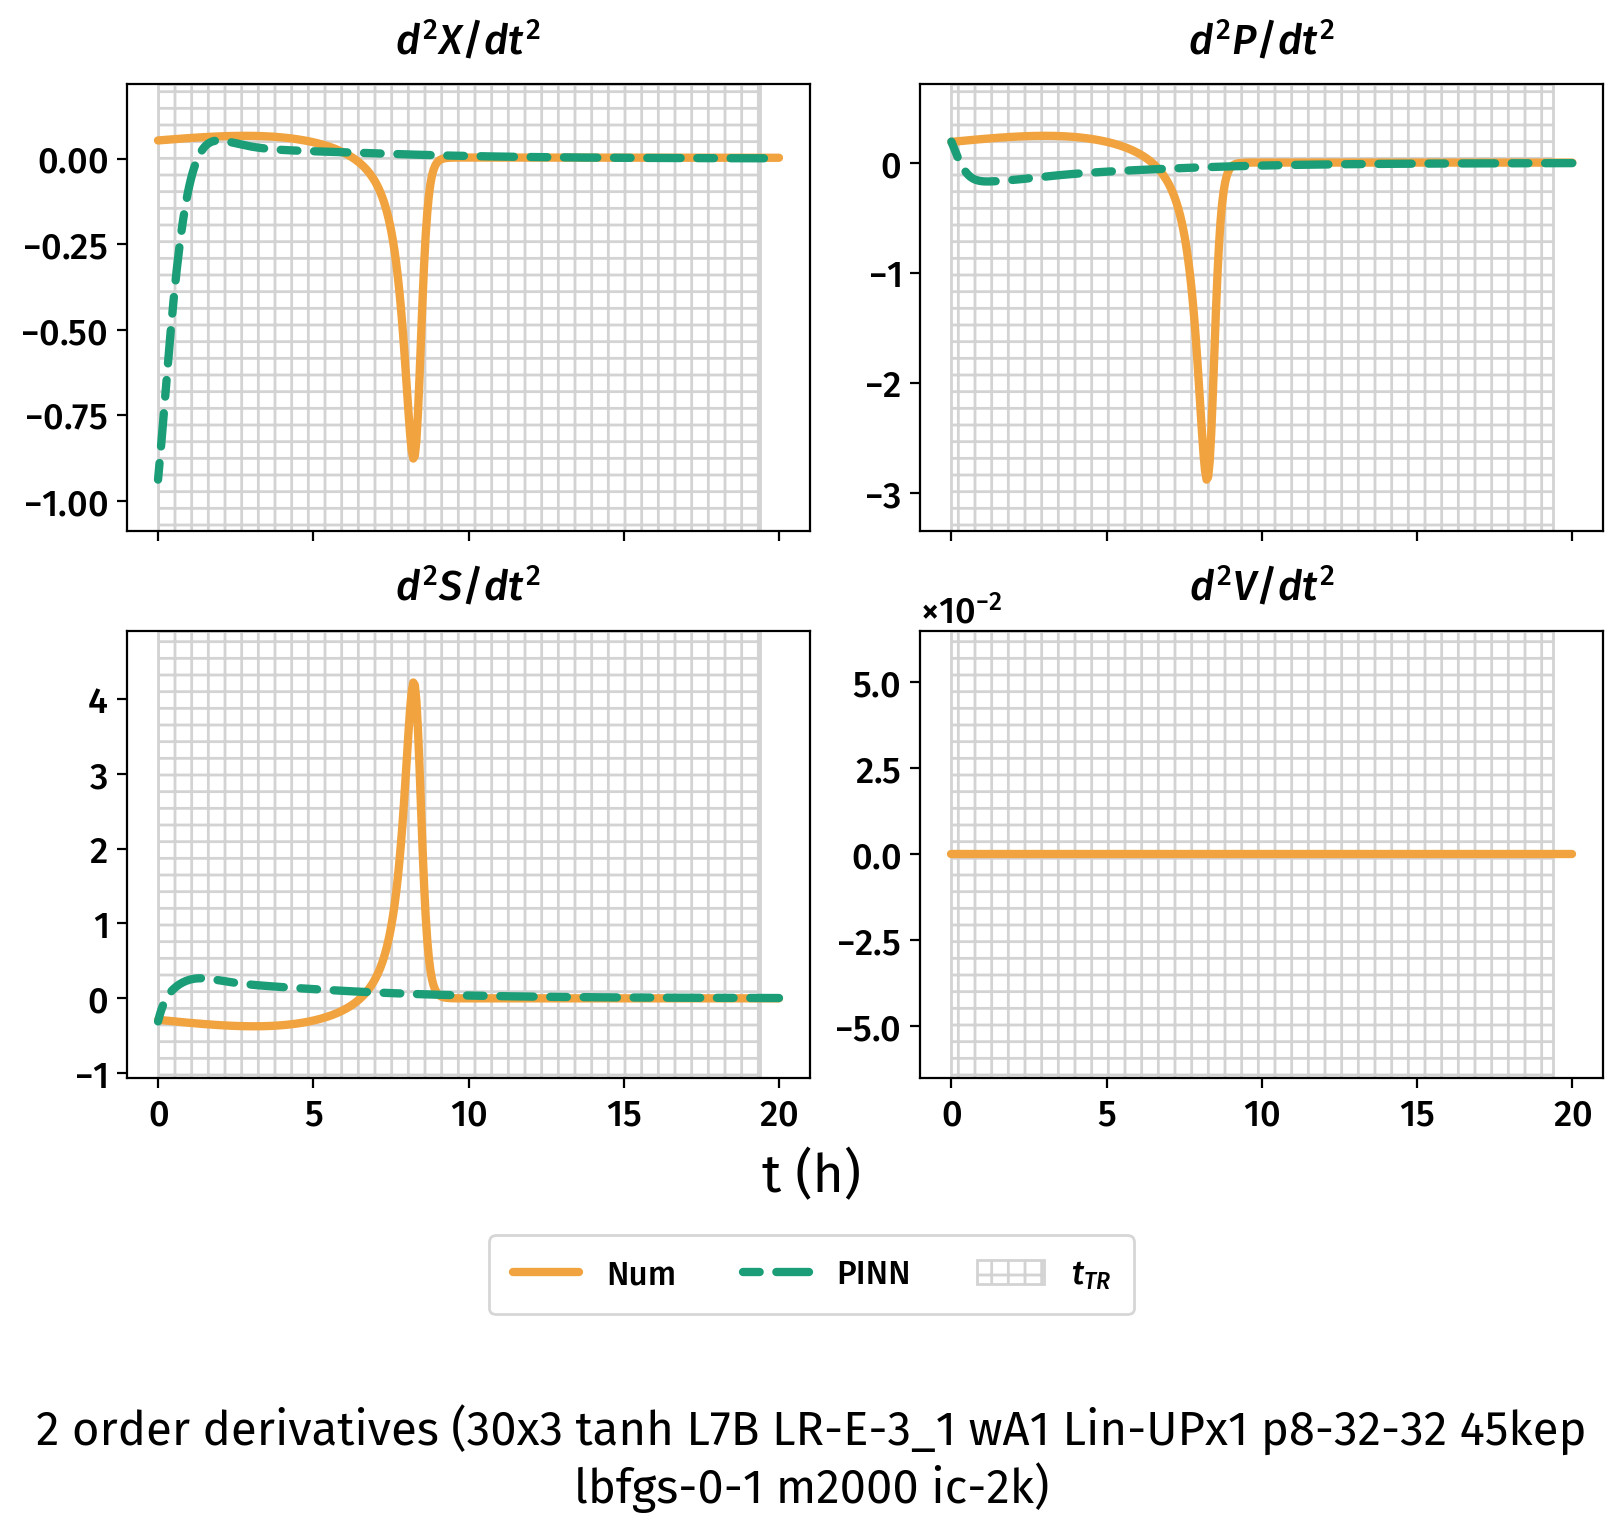 d²X/dt²
d²P/dt²
0.00
−0.25
−0.50
−0.75
−1.00
0
−1
−2
−3
d²S/dt²
d²V/dt²
×10⁻²
4
3
2
1
0
−1
5.0
2.5
0.0
−2.5
−5.0
0 5 10 15 20
0 5 10 15 20
t (h)
Num PINN t_TR
2 order derivatives (30x3 tanh L7B LR-E-3_1 wA1 Lin-UPx1 p8-32-32 45kep
lbfgs-0-1 m2000 ic-2k)